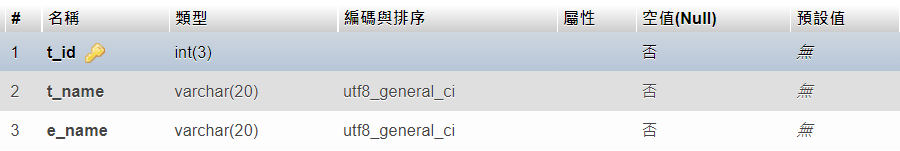 # 名稱 類型 編碼與排序 屬性 空值(Null) 預設值
1 t_id int(3) 否 無
2 t_name varchar(20) utf8_general_ci 否 無
3 e_name varchar(20) utf8_general_ci 否 無